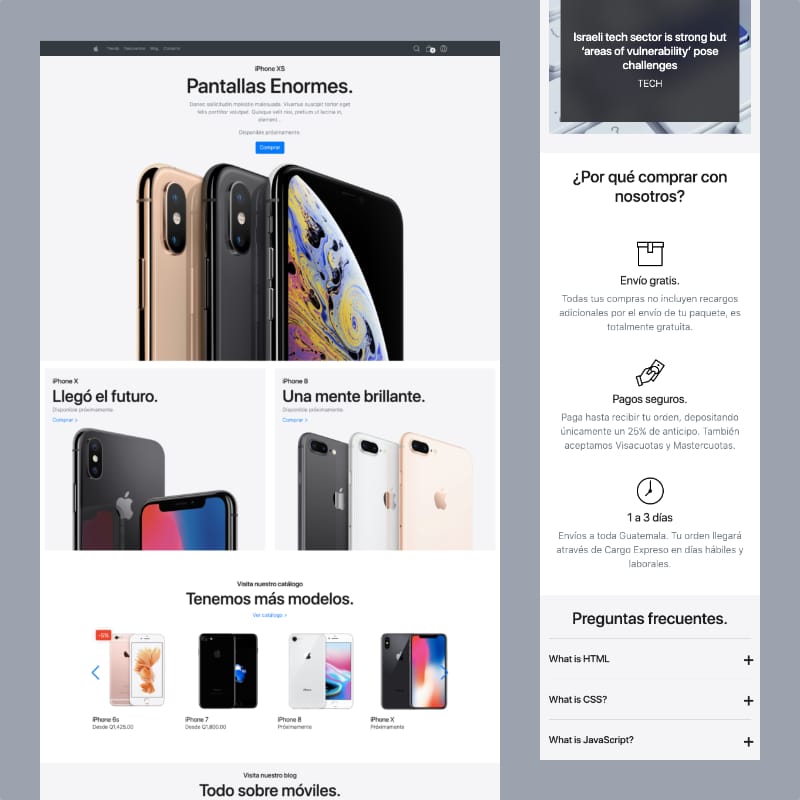 Tienda Descuentos Blog Contacto
iPhone XS
Pantallas Enormes.
Donec sollicitudin molestie malesuada. Vivamus suscipit tortor eget
felis porttitor volutpat. Quisque velit nisi, pretium ut lacinia in,
element...
Disponible próximamente.
Comprar
iPhone X
Llegó el futuro.
Disponible próximamente.
Comprar >
iPhone 8
Una mente brillante.
Disponible próximamente.
Comprar >
Visita nuestro catálogo
Tenemos más modelos.
Ver catálogo >
-5%
iPhone 6s
Desde Q1,425.00
iPhone 7
Desde Q1,800.00
iPhone 8
Próximamente
iPhone X
Próximamente
Visita nuestro blog
Todo sobre móviles.
Israeli tech sector is strong but
‘areas of vulnerability’ pose
challenges
TECH
¿Por qué comprar con
nosotros?
Envío gratis.
Todas tus compras no incluyen recargos
adicionales por el envío de tu paquete, es
totalmente gratuita.
Pagos seguros.
Paga hasta recibir tu orden, depositando
únicamente un 25% de anticipo. También
aceptamos Visacuotas y Mastercuotas.
1 a 3 días
Envíos a toda Guatemala. Tu orden llegará
através de Cargo Expreso en días hábiles y
laborales.
Preguntas frecuentes.
What is HTML
What is CSS?
What is JavaScript?